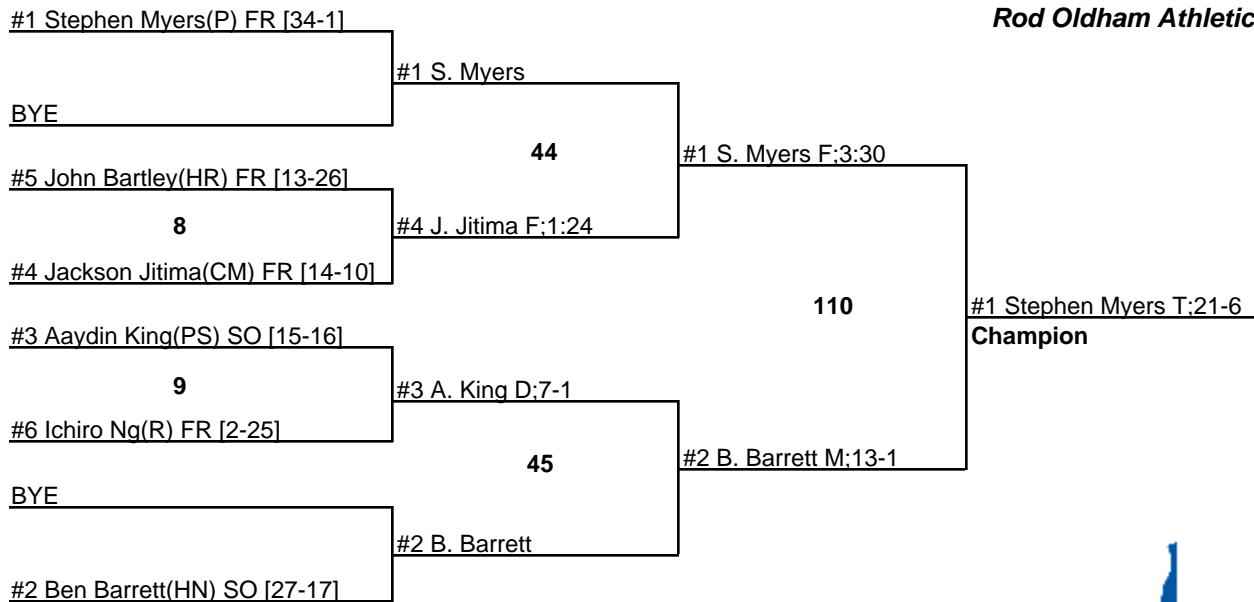 #1 Stephen Myers(P) FR [34-1]
Rod Oldham Athletic
#1 S. Myers
BYE
44
#1 S. Myers F;3:30
#5 John Bartley(HR) FR [13-26]
8
#4 J. Jitima F;1:24
#4 Jackson Jitima(CM) FR [14-10]
110
#1 Stephen Myers T;21-6
Champion
#3 Aaydin King(PS) SO [15-16]
9
#3 A. King D;7-1
#6 Ichiro Ng(R) FR [2-25]
45
#2 B. Barrett M;13-1
BYE
#2 B. Barrett
#2 Ben Barrett(HN) SO [27-17]